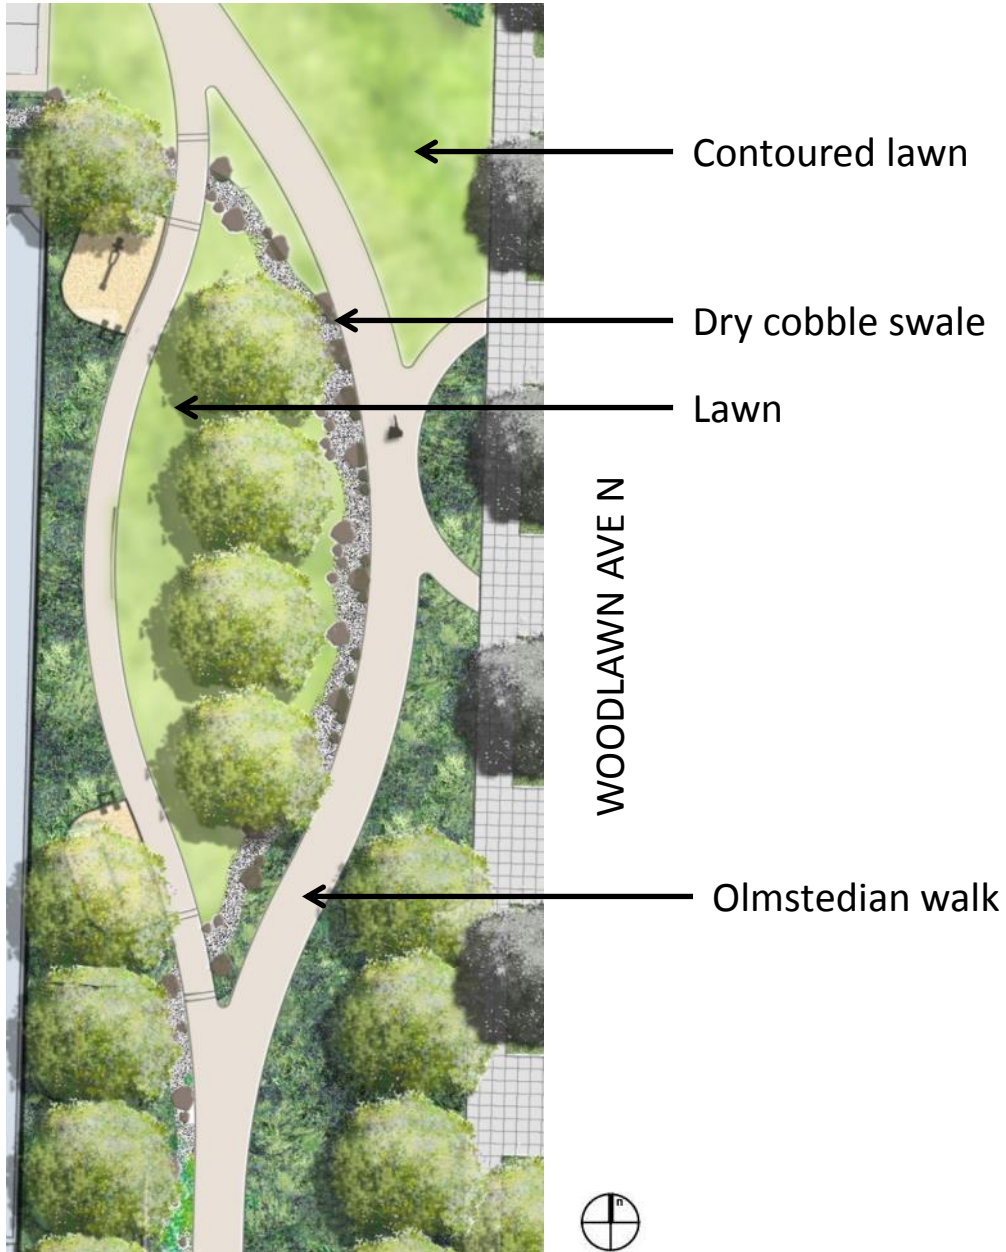 Contoured lawn
Dry cobble swale
Lawn
WOODLAWN AVE N
Olmstedian walk
n